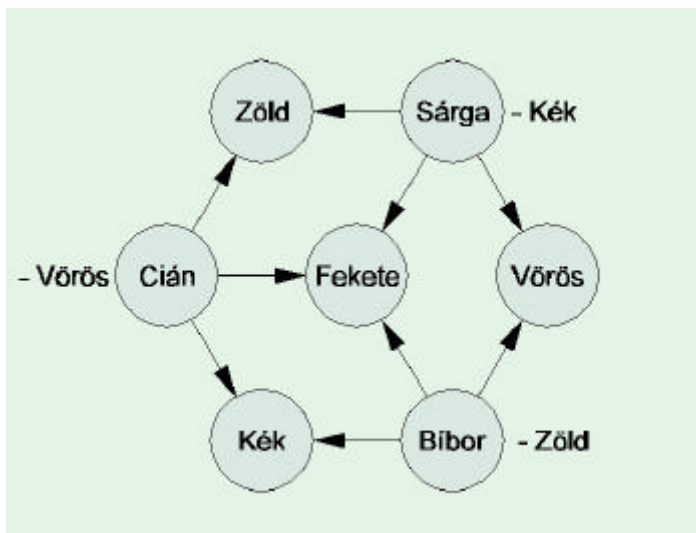 Zöld
Sárga - Kék
- Vörös Cián
Fekete
Vörös
Kék
Bíbor - Zöld